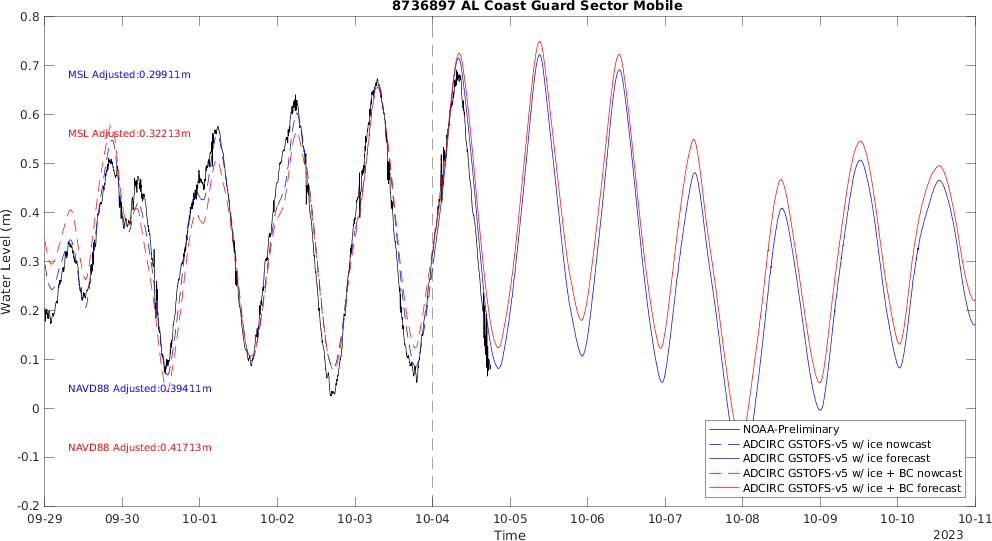 8736897 AL Coast Guard Sector Mobile
0.8
0.7
0.6
0.5
0.4
0.3
0.2
0.1
0
-0.1
-0.2
Water Level (m)
MSL Adjusted:0.29911m
MSL Adjusted:0.32213m
NAVD88 Adjusted:0.39411m
NAVD88 Adjusted:0.41713m
NOAA-Preliminary
ADCIRC GSTOFS-v5 w/ ice nowcast
ADCIRC GSTOFS-v5 w/ ice forecast
ADCIRC GSTOFS-v5 w/ ice + BC nowcast
ADCIRC GSTOFS-v5 w/ ice + BC forecast
09-29 09-30 10-01 10-02 10-03 10-04 10-05 10-06 10-07 10-08 10-09 10-10 10-11
Time
2023